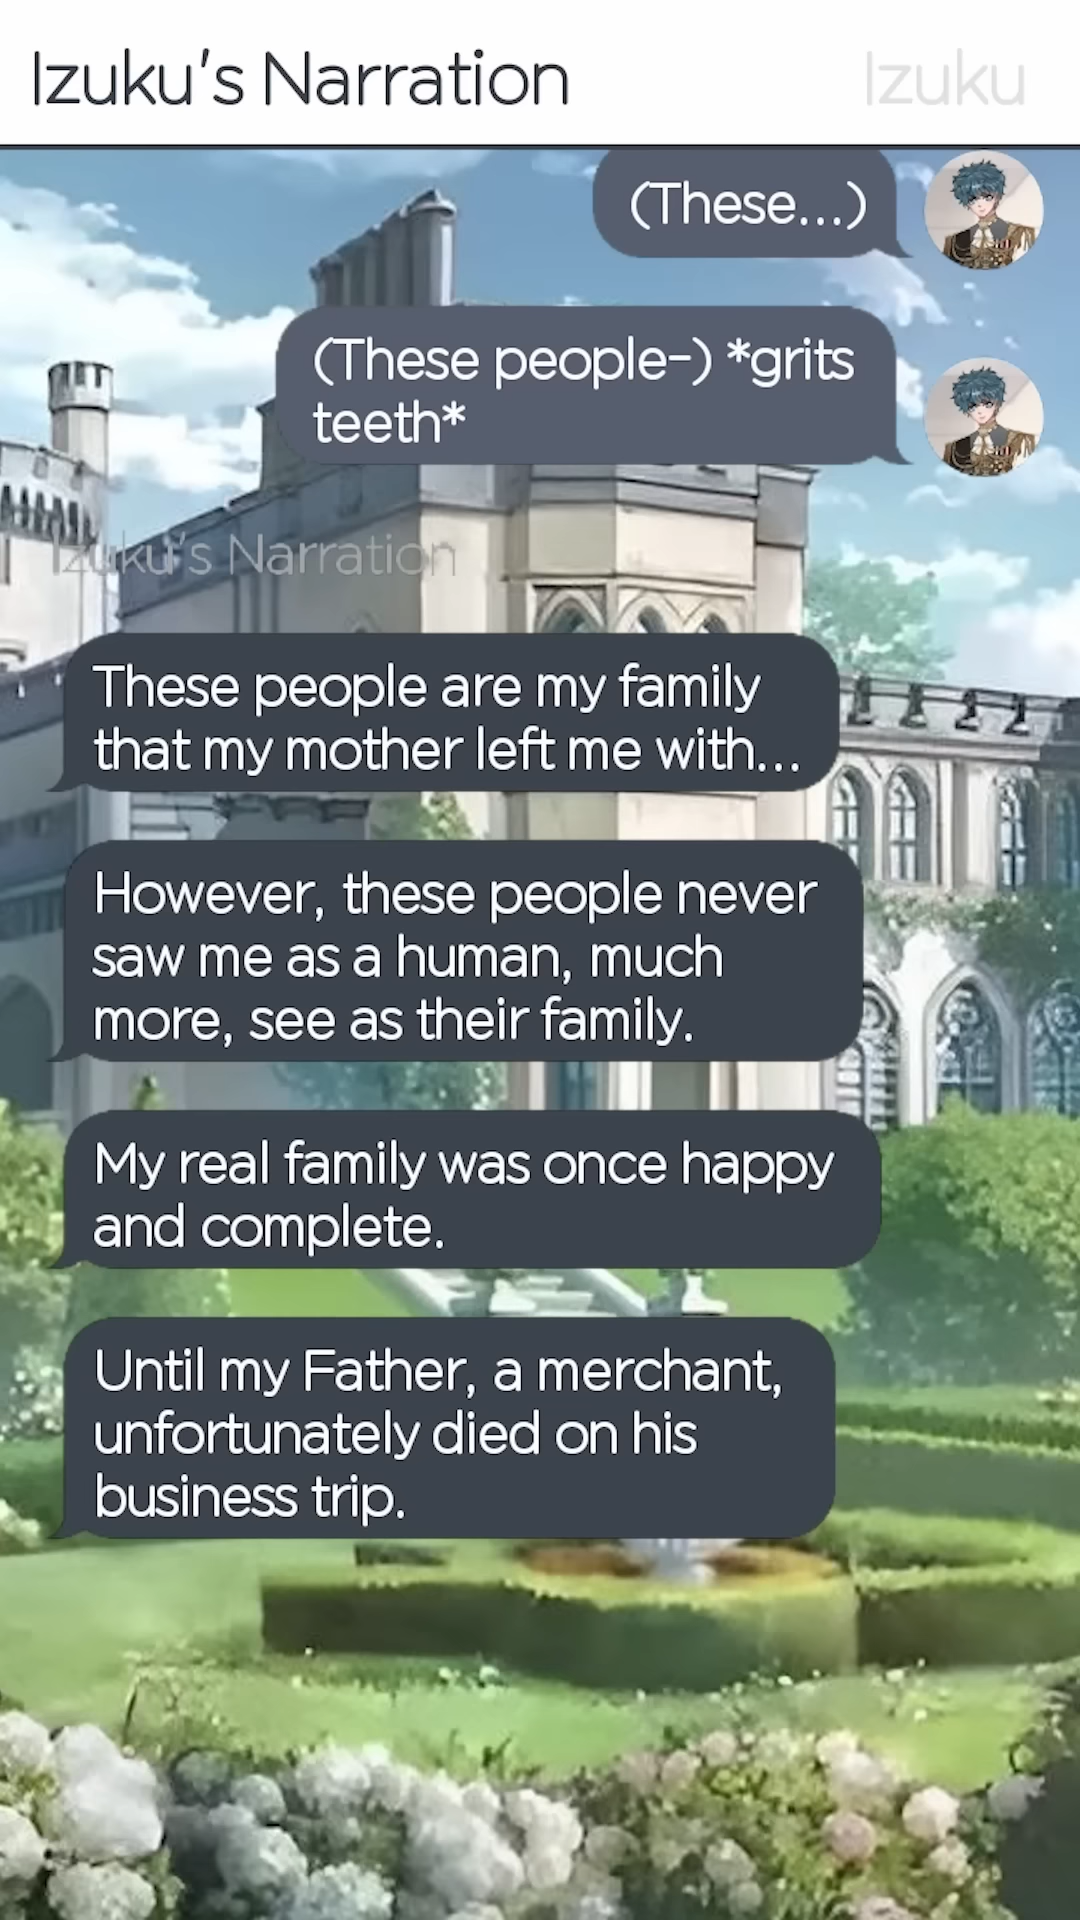 Izuku's Narration
Izuku
(These...)
(These people-) *grits
teeth*
Izuku's Narration
These people are my family
that my mother left me with...
However, these people never
saw me as a human, much
more, see as their family.
My real family was once happy
and complete.
Until my Father, a merchant,
unfortunately died on his
business trip.